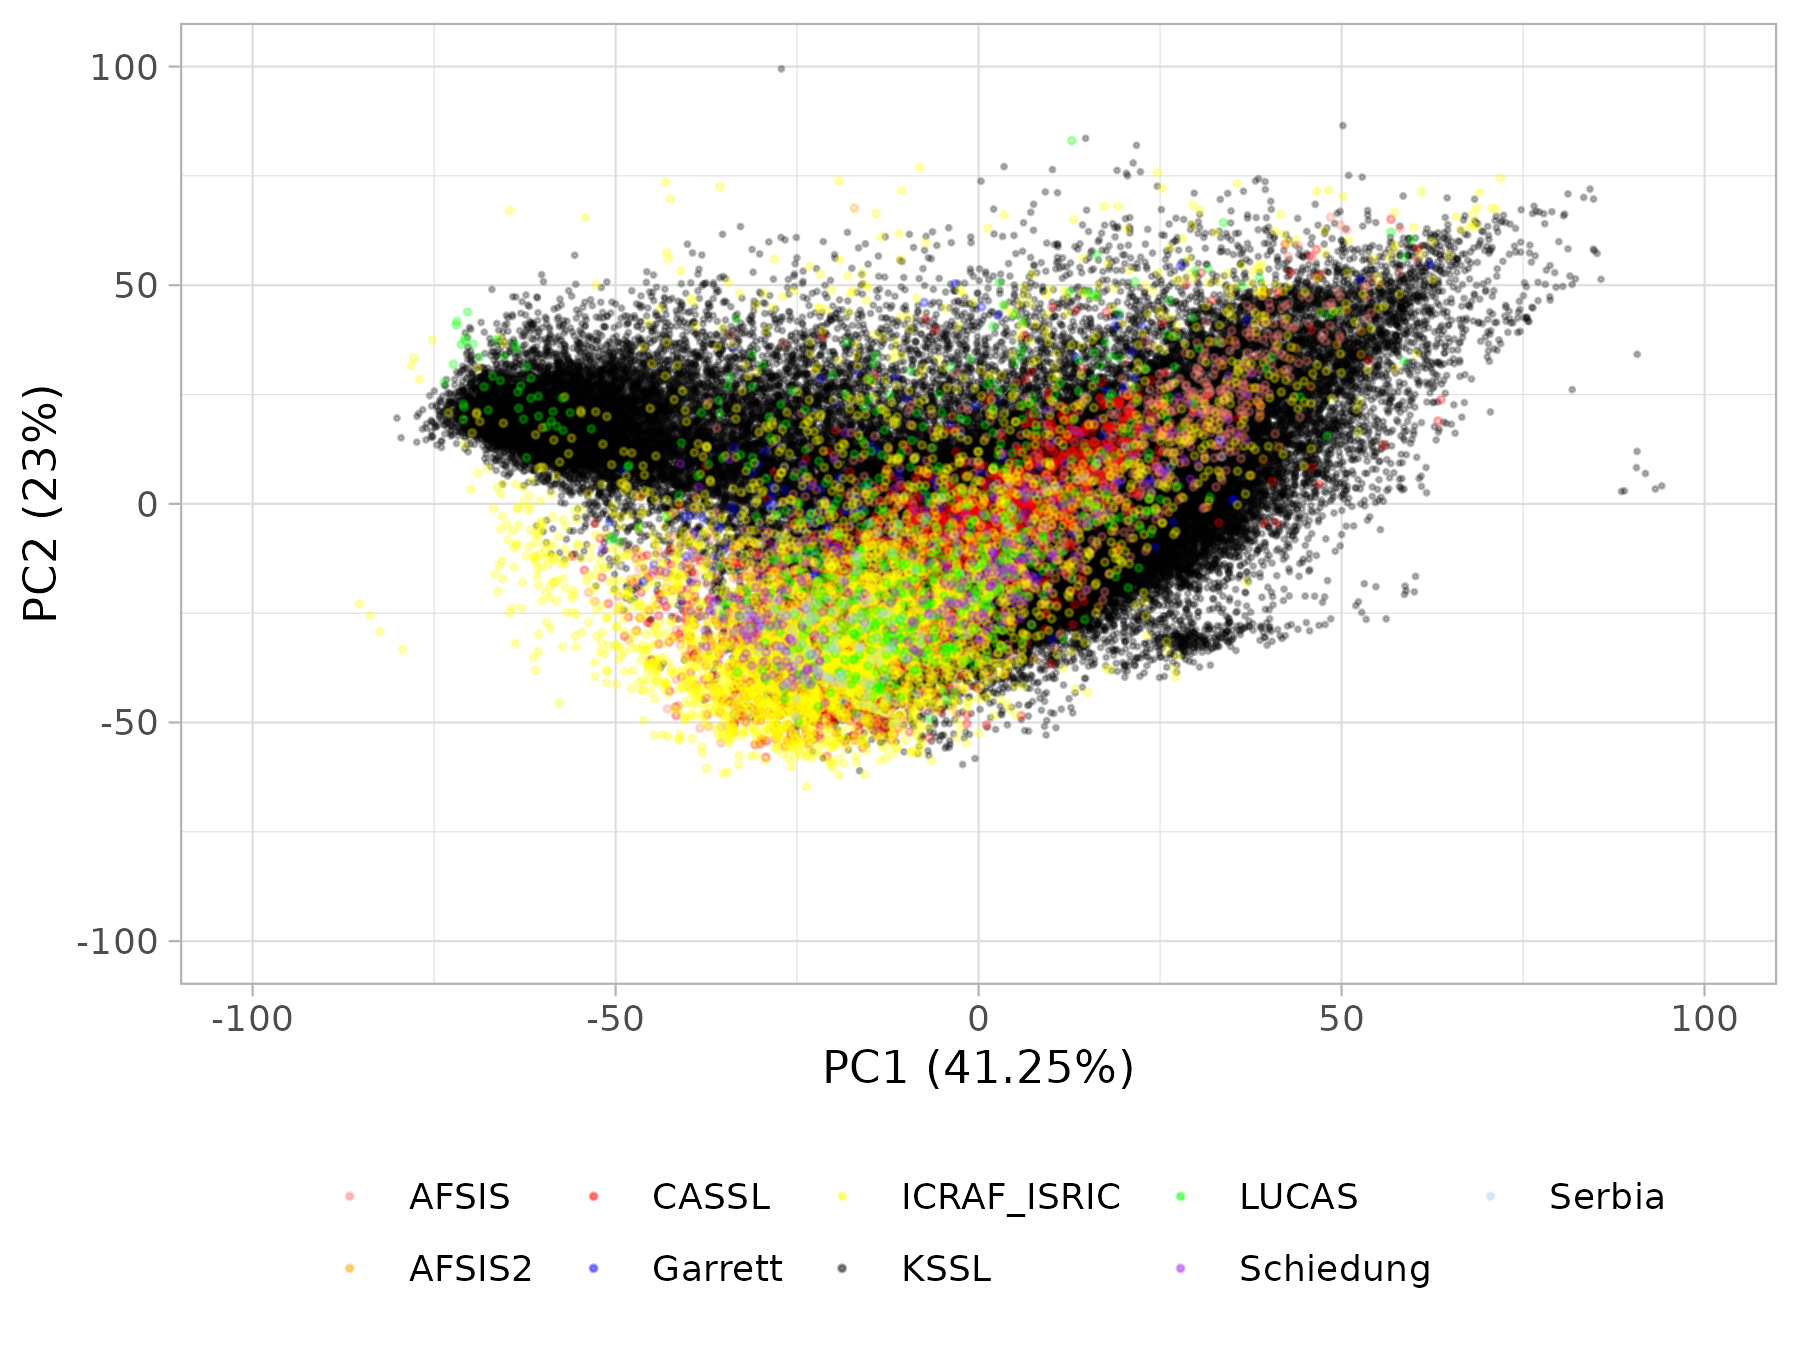 100
50
0
-50
-100
PC2 (23%)
-100 -50 0 50 100
PC1 (41.25%)
AFSIS CASSL ICRAF_ISRIC LUCAS Serbia
AFSIS2 Garrett KSSL Schiedung